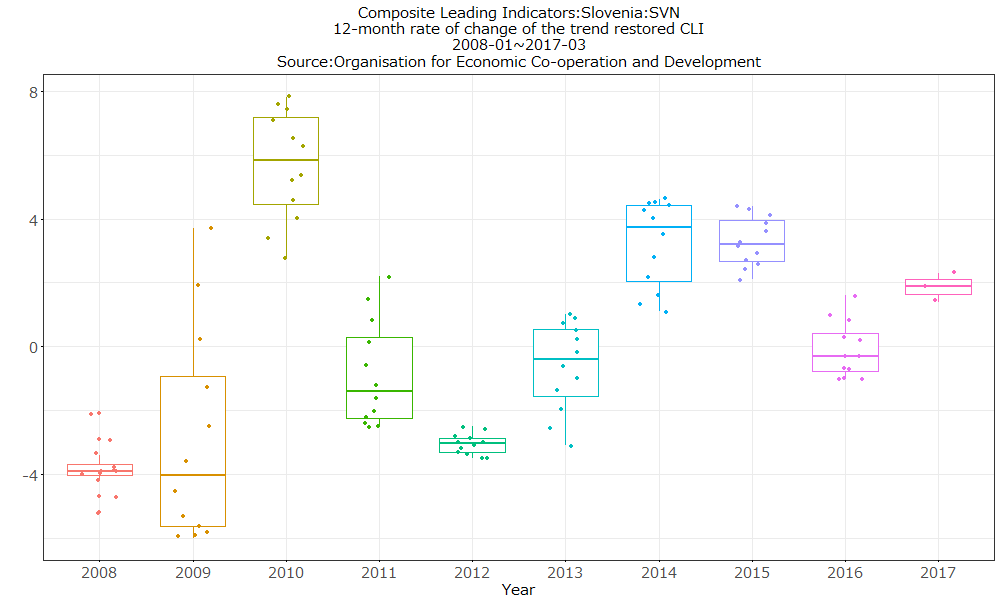 Composite Leading Indicators:Slovenia:SVN
12-month rate of change of the trend restored CLI
2008-01~2017-03
Source:Organisation for Economic Co-operation and Development
8
4
0
-4
2008 2009 2010 2011 2012 2013 2014 2015 2016 2017
Year